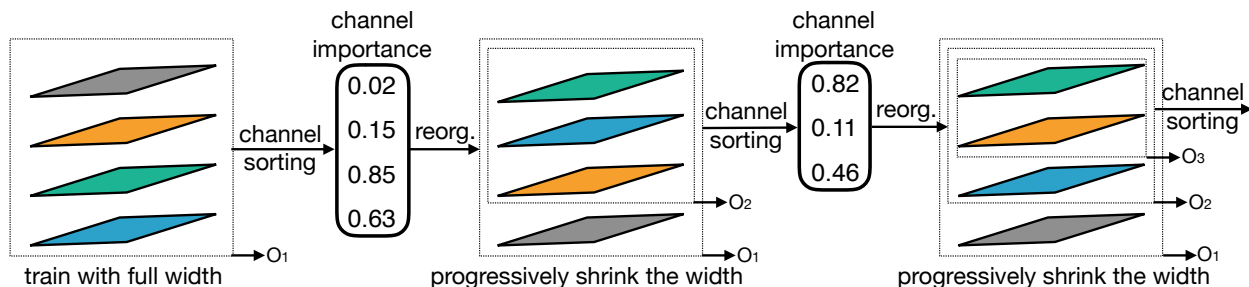 channel
importance
0.02
0.15
0.85
0.63
channel
sorting
reorg.
O1
train with full width
channel
sorting
O2
O1
progressively shrink the width
channel
importance
0.82
0.11
0.46
reorg.
channel
sorting
O3
O2
O1
progressively shrink the width